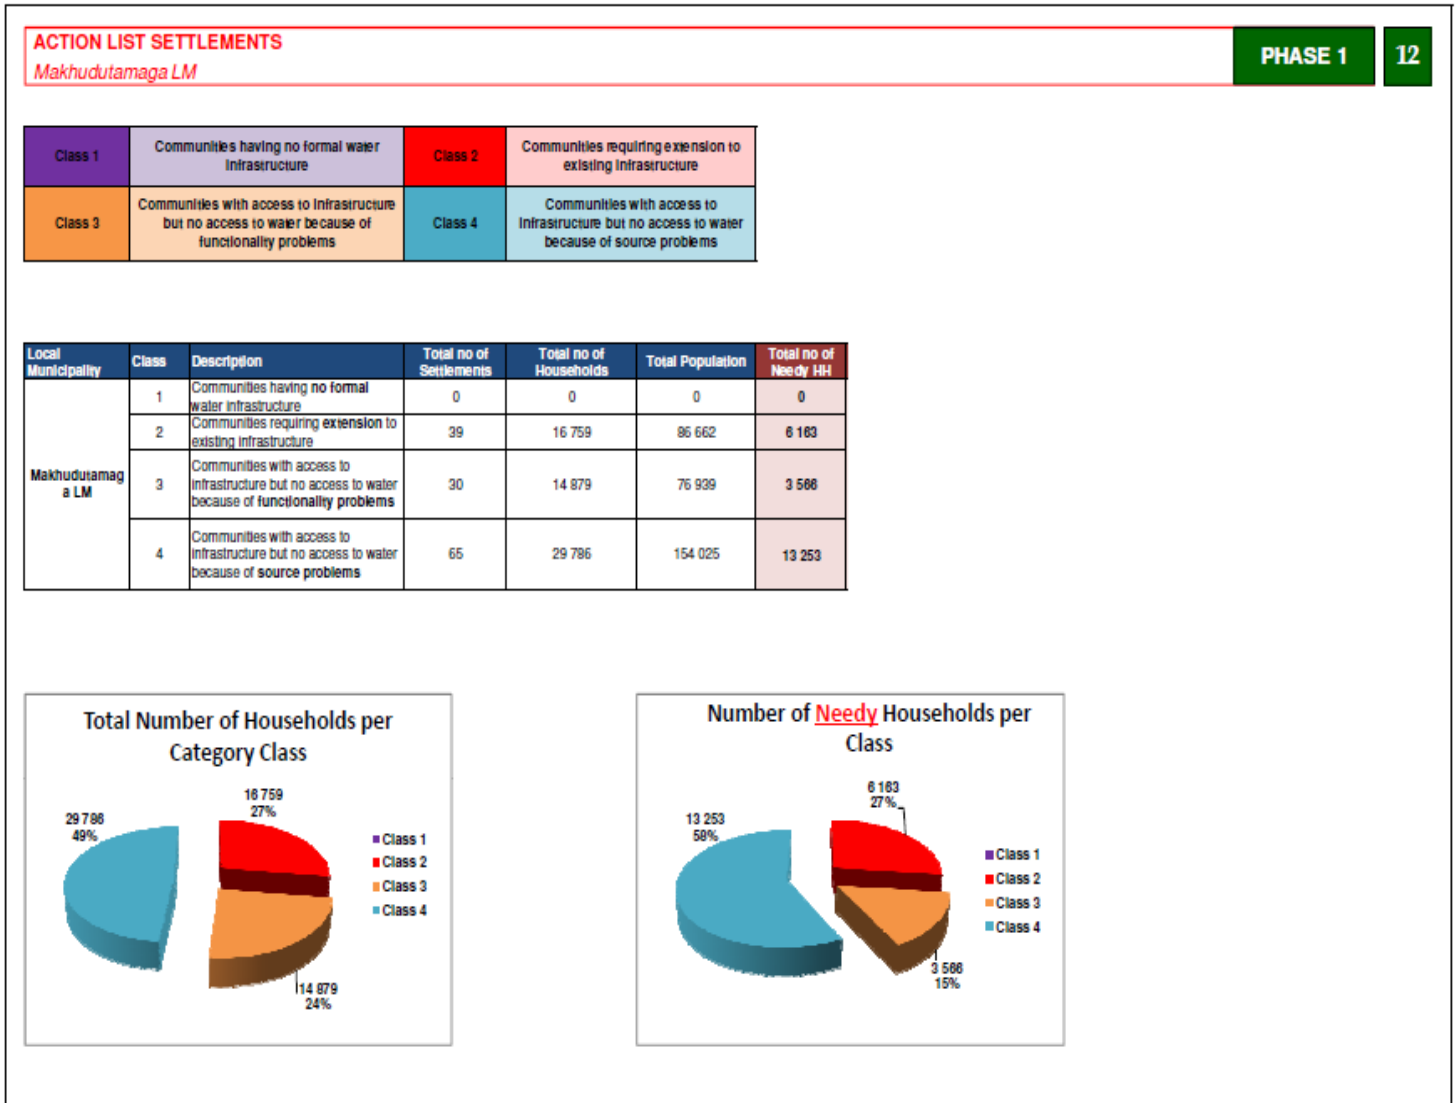 ACTION LIST SETTLEMENTS
Makhudutamaga LM
PHASE 1
12
Class 1
Communities having no formal water
infrastructure
Class 2
Communities requiring extension to
existing infrastructure
Class 3
Communities with access to infrastructure
but no access to water because of
functionality problems
Class 4
Communities with access to
infrastructure but no access to water
because of source problems
Local
Municipality
Class
Description
Total no of
Settlements
Total no of
Households
Total Population
Total no of
Needy HH
Makhudutamag
a LM
1
Communities having no formal
water infrastructure
0
0
0
0
2
Communities requiring extension to
existing infrastructure
39
16 759
86 662
6 163
3
Communities with access to
infrastructure but no access to water
because of functionality problems
30
14 879
76 939
3 566
4
Communities with access to
infrastructure but no access to water
because of source problems
65
29 786
154 025
13 253
Total Number of Households per
Category Class
16 759
27%
29 786
49%
14 879
24%
Class 1
Class 2
Class 3
Class 4
Number of Needy Households per
Class
6 163
27%
13 253
58%
3 566
15%
Class 1
Class 2
Class 3
Class 4